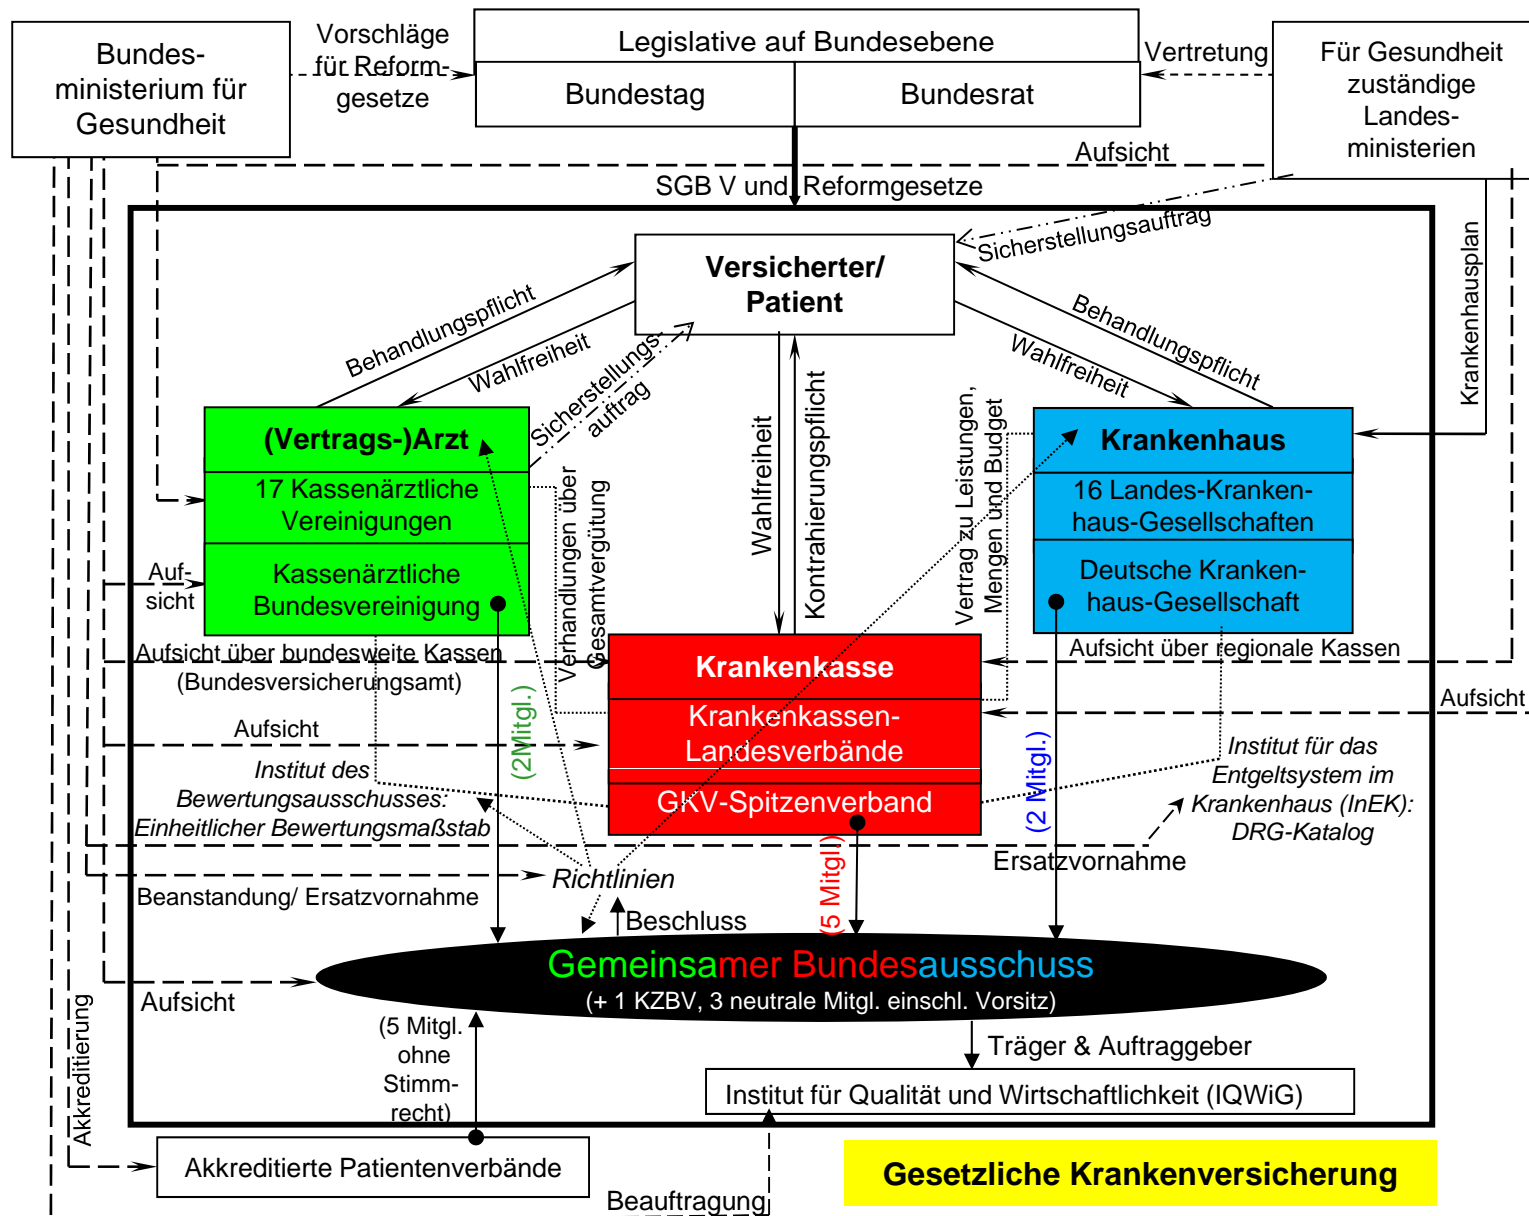 Bundes-
ministerium für
Gesundheit
Vorschläge
für Reform-
gesetze
Legislative auf Bundesebene
Bundestag
Bundesrat
Vertretung
Für Gesundheit
zuständige
Landes-
ministerien
Aufsicht
SGB V und Reformgesetze
Sicherstellungsauftrag
Krankenhausplan
Versicherter/
Patient
Behandlungspflicht
Wahlfreiheit
Sicherstellungs-
auftrag
Behandlungspflicht
Wahlfreiheit
Wahlfreiheit
Kontrahierungspflicht
(Vertrags-)Arzt
17 Kassenärztliche
Vereinigungen
Kassenärztliche
Bundesvereinigung
Auf-
sicht
Verhandlungen über
Gesamtvergütung
Vertrag zu Leistungen,
Mengen und Budget
Krankenhaus
16 Landes-Kranken-
haus-Gesellschaften
Deutsche Kranken-
haus-Gesellschaft
Aufsicht über bundesweite Kassen
(Bundesversicherungsamt)
Krankenkasse
Krankenkassen-
Landesverbände
GKV-Spitzenverband
Aufsicht über regionale Kassen
Aufsicht
Aufsicht
(2Mitgl.)
(5 Mitgl.)
(2 Mitgl.)
Institut des
Bewertungsausschusses:
Einheitlicher Bewertungsmaßstab
Institut für das
Entgeltsystem im
Krankenhaus (InEK):
DRG-Katalog
Ersatzvornahme
Beanstandung/ Ersatzvornahme
Richtlinien
Beschluss
Gemeinsamer Bundesausschuss
(+ 1 KZBV, 3 neutrale Mitgl. einschl. Vorsitz)
Aufsicht
Akkreditierung
(5 Mitgl.
ohne
Stimm-
recht)
Träger & Auftraggeber
Institut für Qualität und Wirtschaftlichkeit (IQWiG)
Akkreditierte Patientenverbände
Beauftragung
Gesetzliche Krankenversicherung